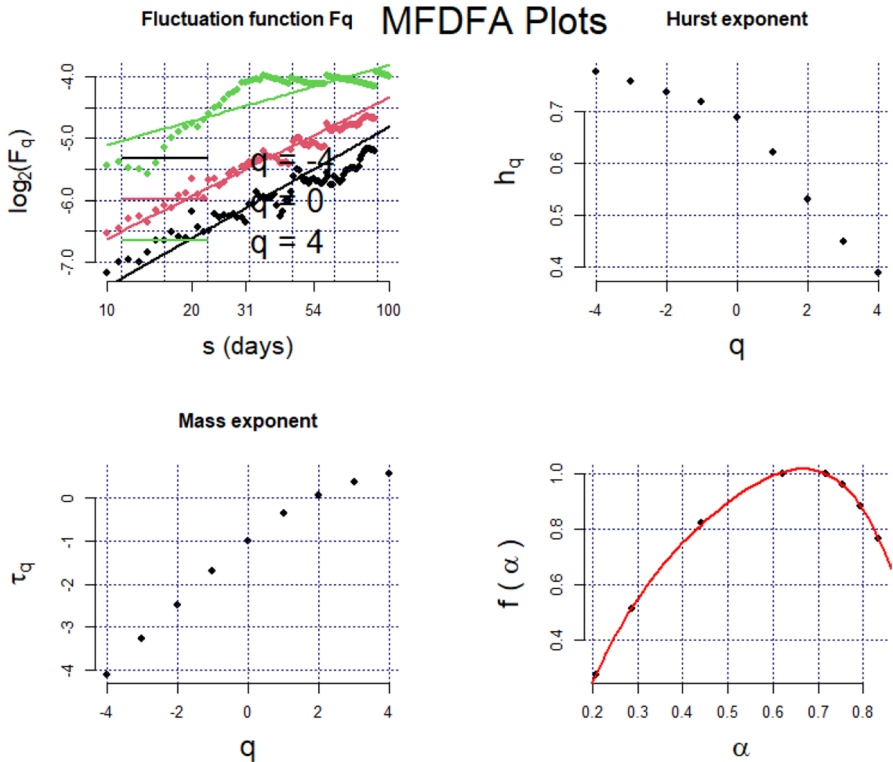 MFDFA Plots
Fluctuation function Fq
log2(Fq)
-4.0
-5.0
-6.0
-7.0
q = -4
q = 0
q = 4
10 20 31 54 100
s (days)
Hurst exponent
hq
0.7
0.6
0.5
0.4
-4 -2 0 2 4
q
Mass exponent
τq
0
-1
-2
-3
-4
-4 -2 0 2 4
q
f ( α )
1.0
0.8
0.6
0.4
0.2 0.3 0.4 0.5 0.6 0.7 0.8
α